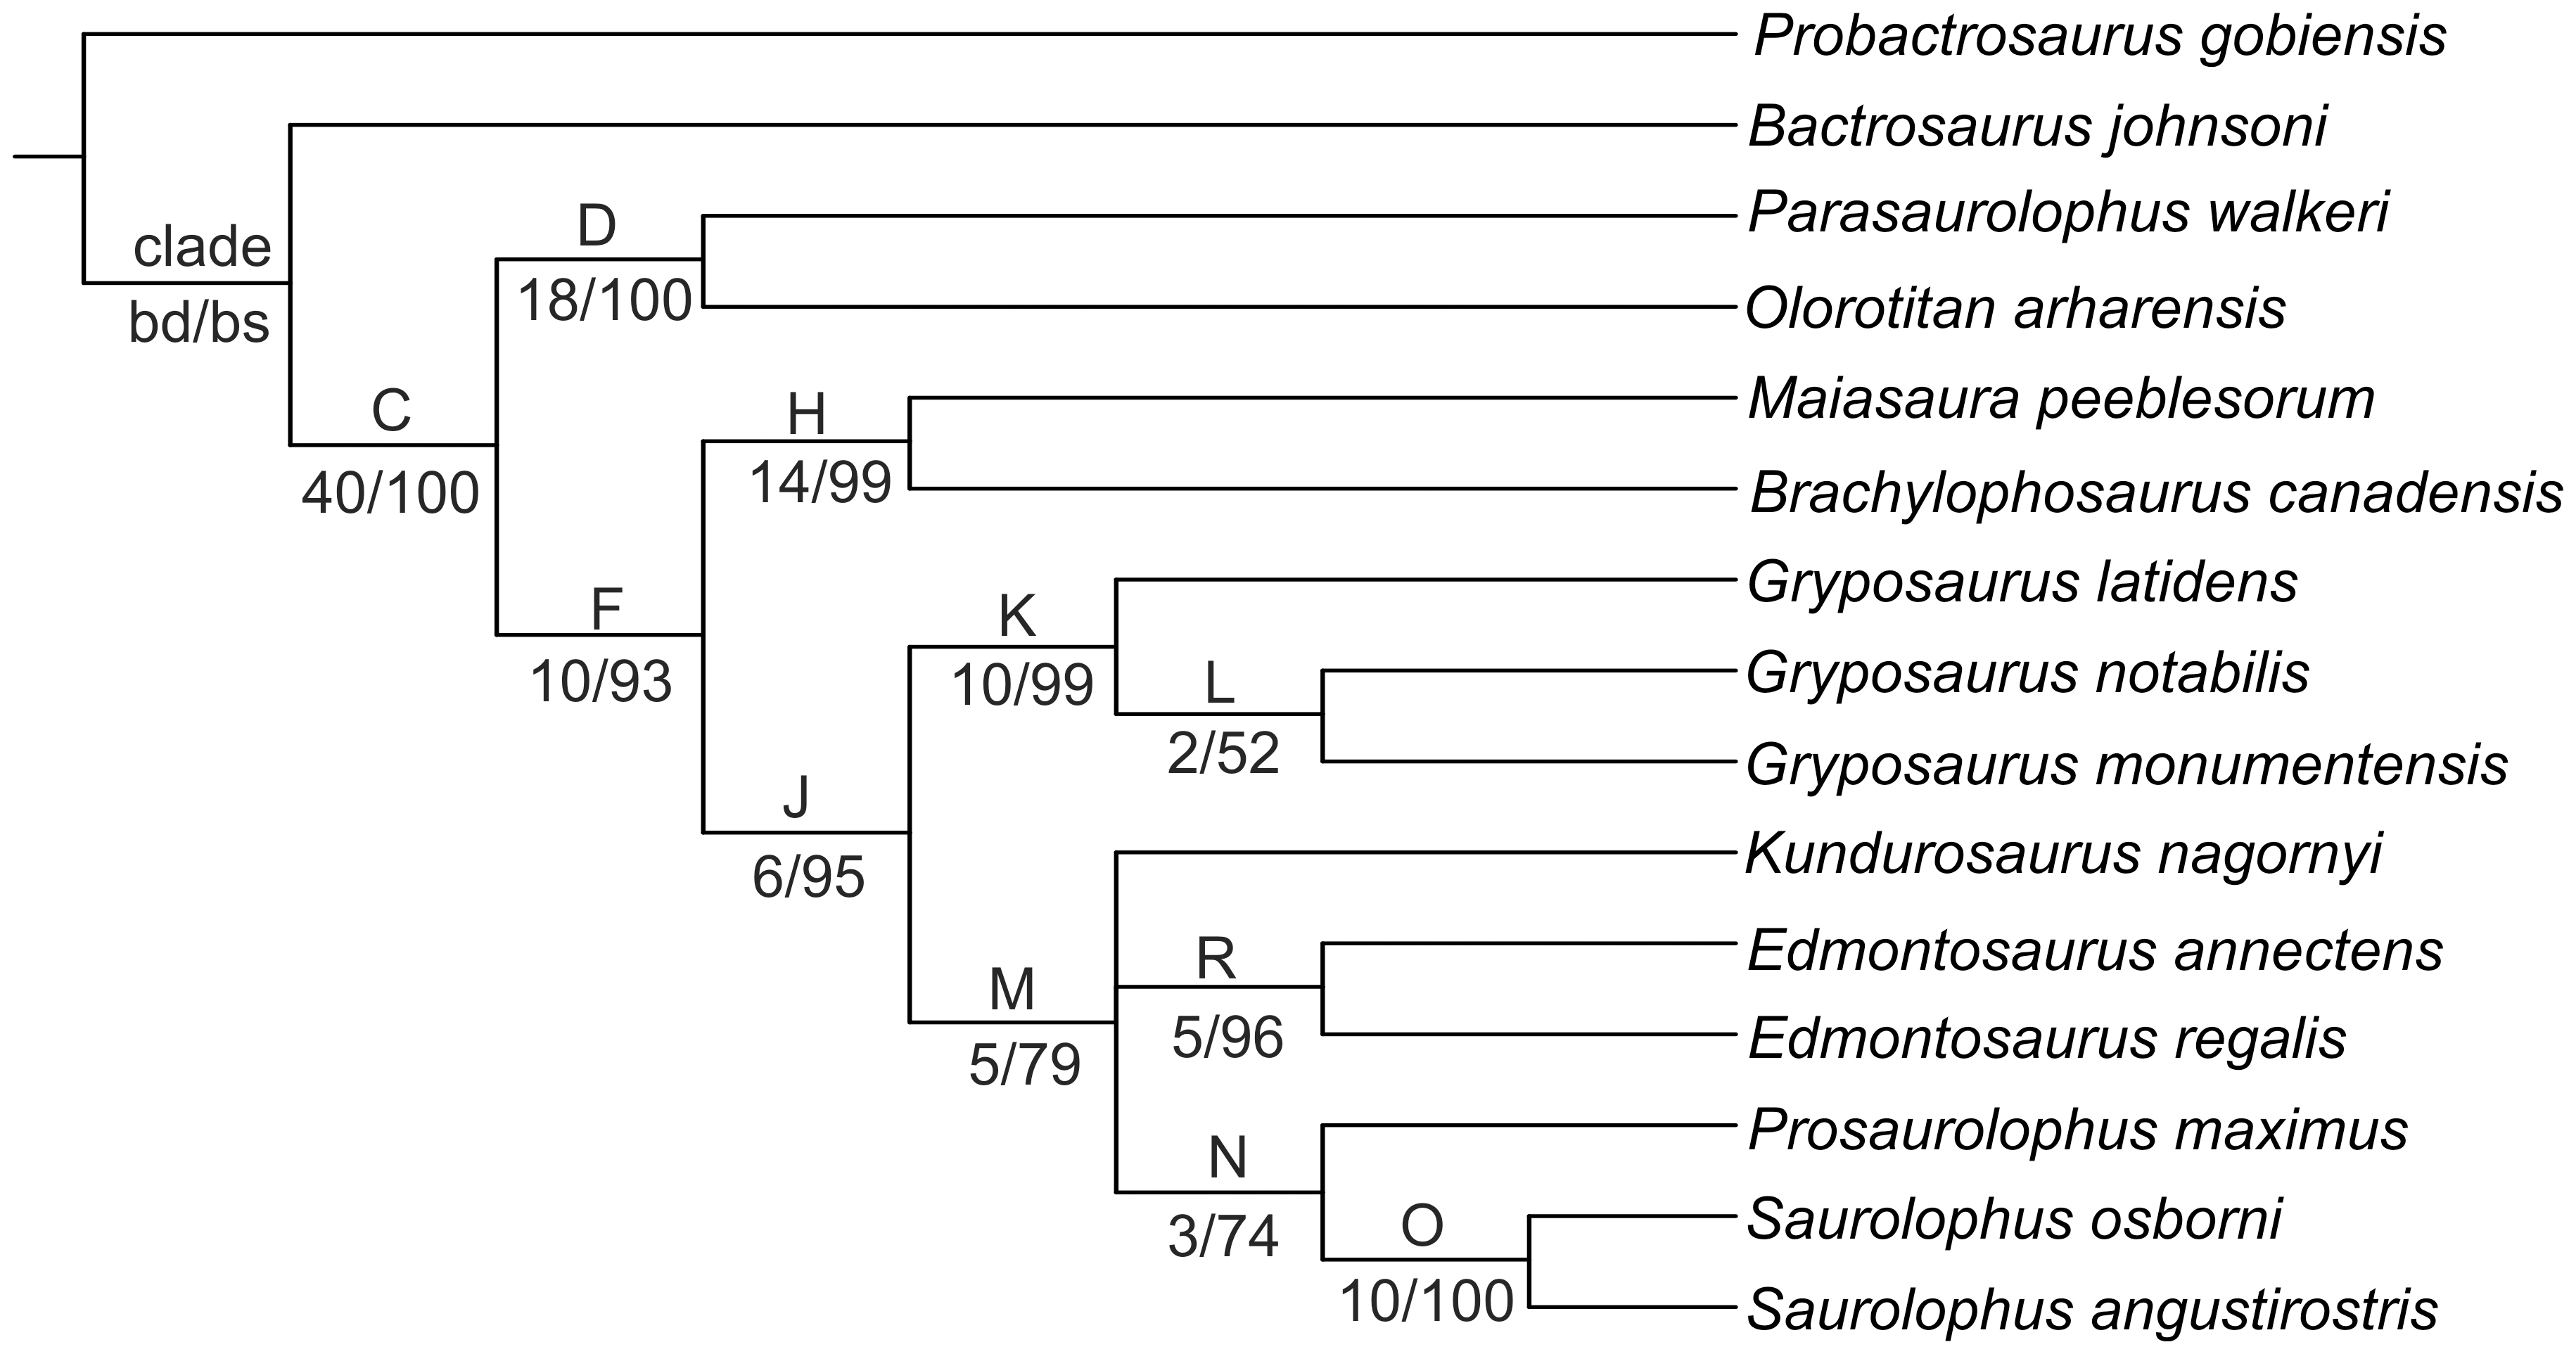 Probactrosaurus gobiensis
Bactrosaurus johnsoni
Parasaurolophus walkeri
D
18/100
clade
bd/bs
Olorotitan arharensis
Maiasaura peeblesorum
C
40/100
H
14/99
Brachylophosaurus canadensis
Gryposaurus latidens
F
10/93
K
10/99
Gryposaurus notabilis
L
2/52
Gryposaurus monumentensis
J
6/95
Kundurosaurus nagornyi
Edmontosaurus annectens
R
5/96
M
5/79
Edmontosaurus regalis
Prosaurolophus maximus
N
3/74
Saurolophus osborni
O
10/100
Saurolophus angustirostris